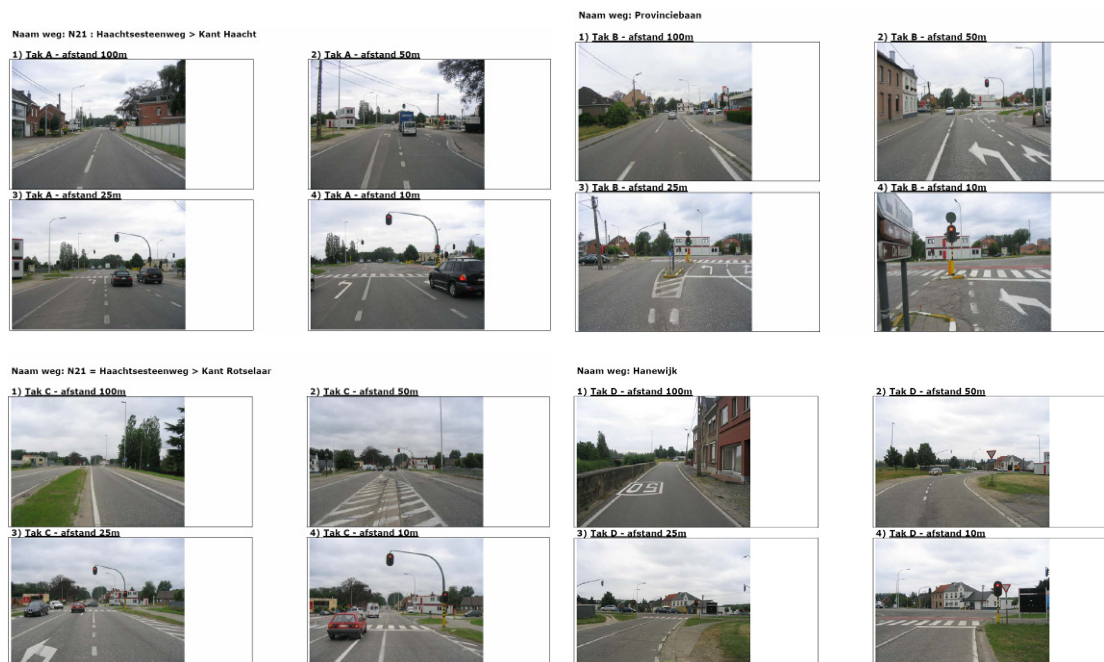 Naam weg: N21 : Haachtsesteenweg > Kant Haacht
1) Tak A - afstand 100m
2) Tak A - afstand 50m
3) Tak A - afstand 25m
4) Tak A - afstand 10m
Naam weg: Provinciebaan
1) Tak B - afstand 100m
2) Tak B - afstand 50m
3) Tak B - afstand 25m
4) Tak B - afstand 10m
Naam weg: N21 = Haachtsesteenweg > Kant Rotselaar
1) Tak C - afstand 100m
2) Tak C - afstand 50m
3) Tak C - afstand 25m
4) Tak C - afstand 10m
Naam weg: Hanewijk
1) Tak D - afstand 100m
2) Tak D - afstand 50m
3) Tak D - afstand 25m
4) Tak D - afstand 10m